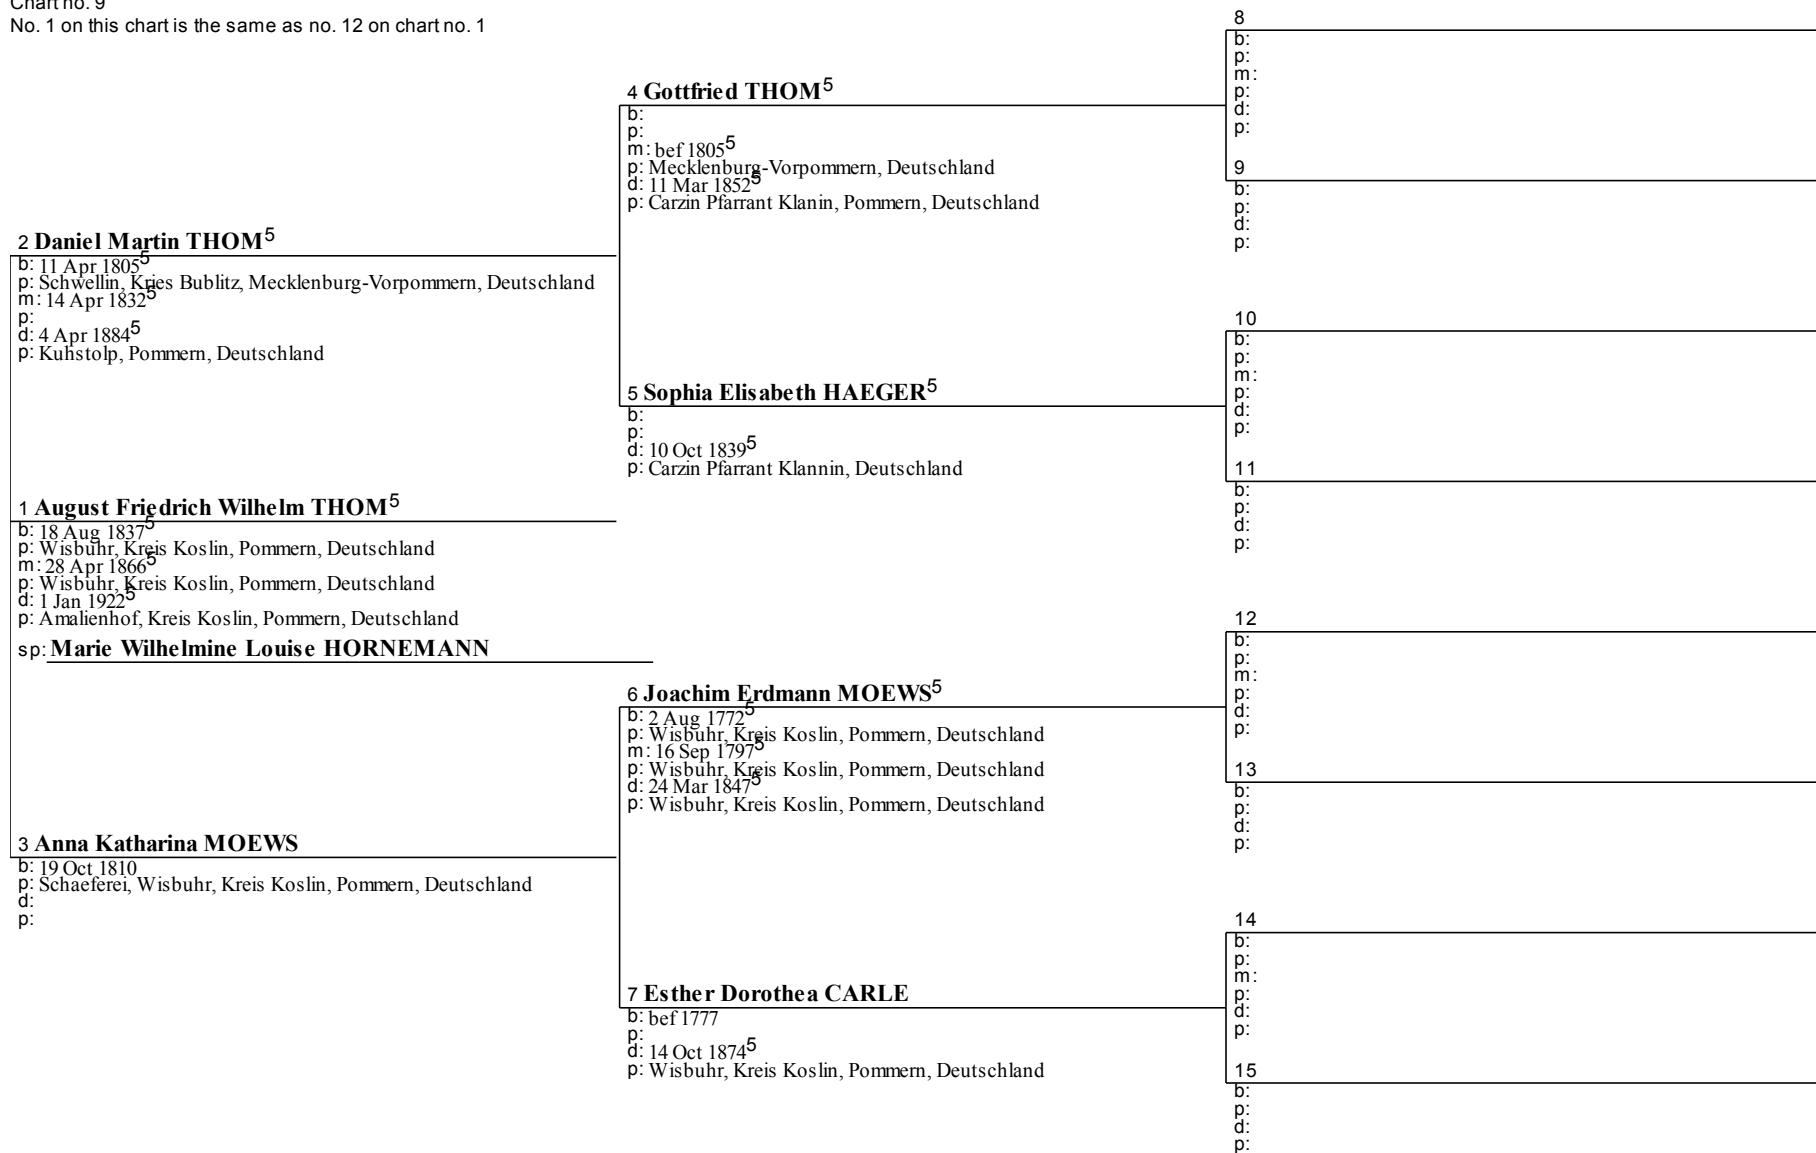 Chart no. 9
No. 1 on this chart is the same as no. 12 on chart no. 1
2 Daniel Martin THOM5
b: 11 Apr 18055
p: Schwellin, Kries Bublitz, Mecklenburg-Vorpommern, Deutschland
m: 14 Apr 18325
p:
d: 4 Apr 18845
p: Kuhstolp, Pommern, Deutschland
1 August Friedrich Wilhelm THOM5
b: 18 Aug 18375
p: Wisbuhr, Kreis Koslin, Pommern, Deutschland
m: 28 Apr 18665
p: Wisbuhr, Kreis Koslin, Pommern, Deutschland
d: 1 Jan 19225
p: Amalienhof, Kreis Koslin, Pommern, Deutschland
sp: Marie Wilhelmine Louise HORNEMANN
3 Anna Katharina MOEWS
b: 19 Oct 1810
p: Schaeferei, Wisbuhr, Kreis Koslin, Pommern, Deutschland
d:
p:
4 Gottfried THOM5
b:
p:
m: bef 18055
p: Mecklenburg-Vorpommern, Deutschland
d: 11 Mar 18525
p: Carzin Pfarrant Klanin, Pommern, Deutschland
5 Sophia Elisabeth HAEGER5
b:
p:
d: 10 Oct 18395
p: Carzin Pfarrant Klannin, Deutschland
6 Joachim Erdmann MOEWS5
b: 2 Aug 17725
p: Wisbuhr, Kreis Koslin, Pommern, Deutschland
m: 16 Sep 17975
p: Wisbuhr, Kreis Koslin, Pommern, Deutschland
d: 24 Mar 18475
p: Wisbuhr, Kreis Koslin, Pommern, Deutschland
7 Esther Dorothea CARLE
b: bef 1777
p:
d: 14 Oct 18745
p: Wisbuhr, Kreis Koslin, Pommern, Deutschland
8
b:
p:
m:
p:
d:
p:
9
b:
p:
d:
p:
10
b:
p:
m:
p:
d:
p:
11
b:
p:
d:
p:
12
b:
p:
m:
p:
d:
p:
13
b:
p:
d:
p:
14
b:
p:
m:
p:
d:
p:
15
b:
p:
d:
p: